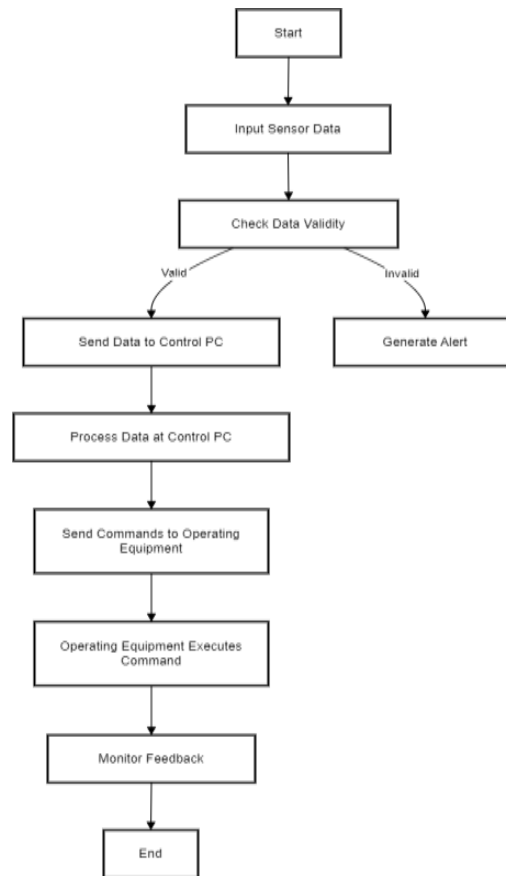 Start
Input Sensor Data
Check Data Validity
Valid
Invalid
Send Data to Control PC
Generate Alert
Process Data at Control PC
Send Commands to Operating
Equipment
Operating Equipment Executes
Command
Monitor Feedback
End